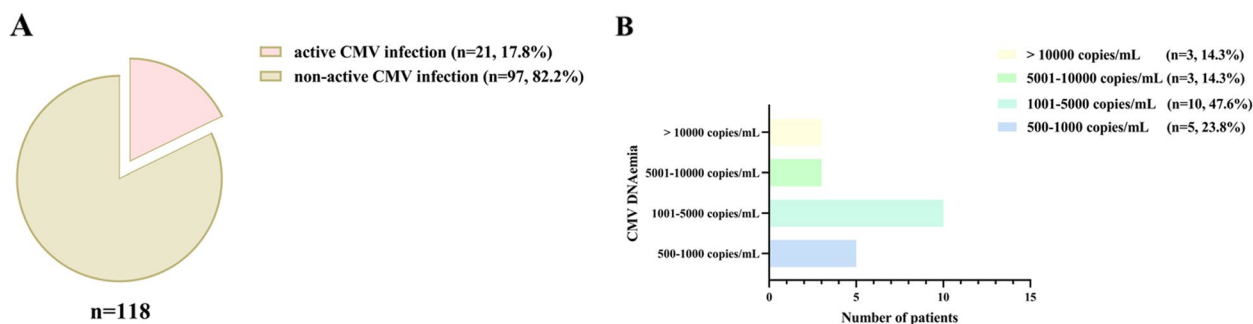 A
active CMV infection (n=21, 17.8%)
non-active CMV infection (n=97, 82.2%)
n=118
B
> 10000 copies/mL (n=3, 14.3%)
5001-10000 copies/mL (n=3, 14.3%)
1001-5000 copies/mL (n=10, 47.6%)
500-1000 copies/mL (n=5, 23.8%)
CMV DNAemia
> 10000 copies/mL
5001-10000 copies/mL
1001-5000 copies/mL
500-1000 copies/mL
0 5 10 15
Number of patients